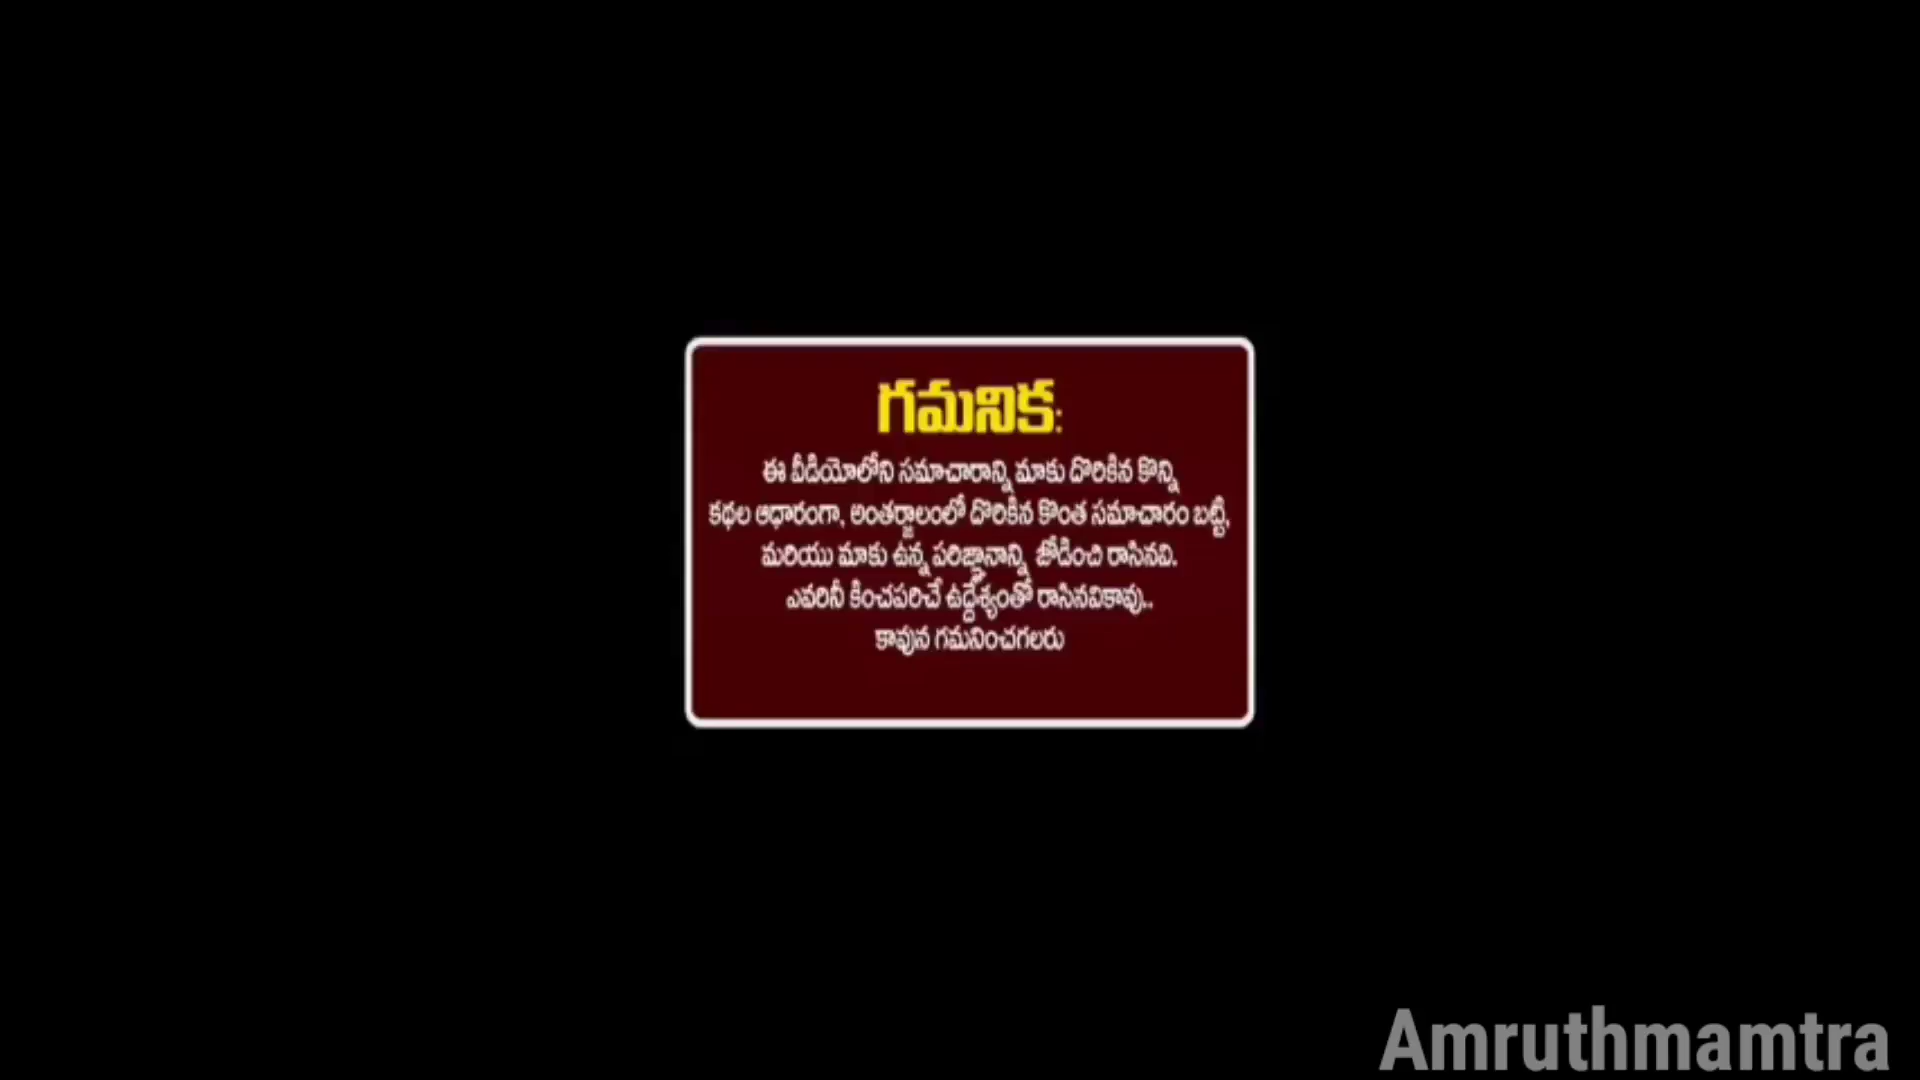 గమనిక:
ఈ వీడియోలోని సమాచారాన్ని మాకు దొరికిన కొన్ని
కథల ఆధారంగా, అంతర్జాలంలో దొరికిన కొంత సమాచారం బట్టి,
మరియు మాకు ఉన్న పరిజ్ఞానాన్ని జోడించి రాసినవి.
ఎవరినీ కించపరిచే ఉద్దేశ్యంతో రాసినవికావు..
కావున గమనించగలరు
Amruthmamtra